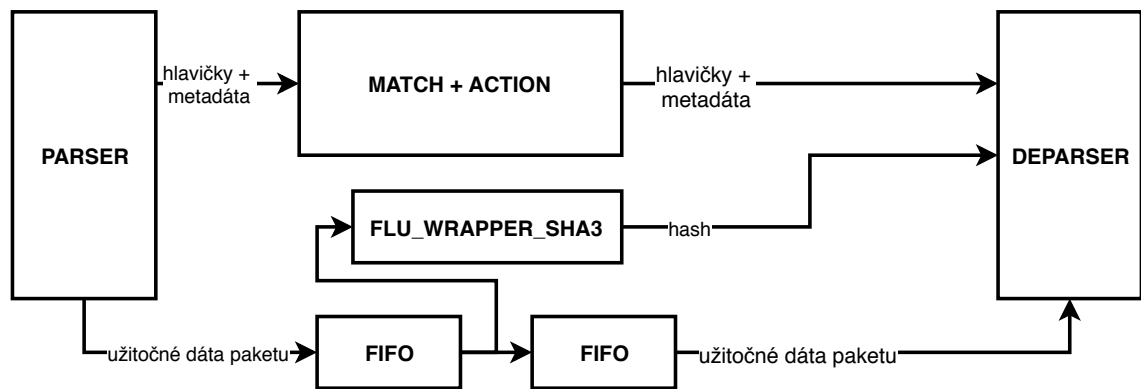 hlavičky +
metadáta
MATCH + ACTION
hlavičky +
metadáta
PARSER
DEPARSER
FLU_WRAPPER_SHA3
hash
užitočné dáta paketu
FIFO
FIFO
užitočné dáta paketu